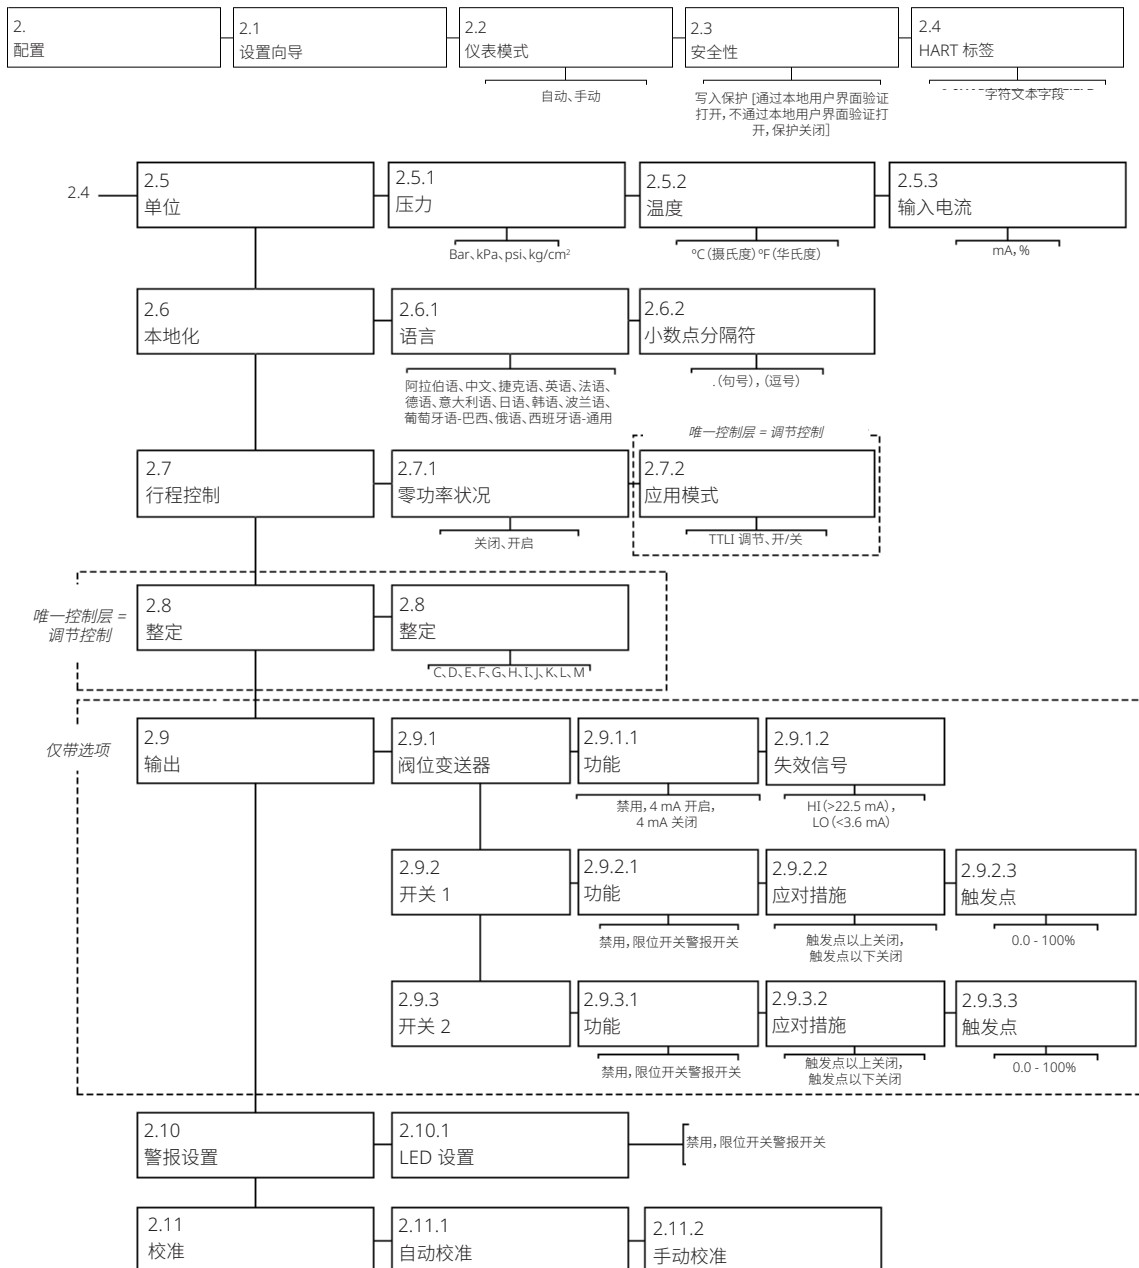 2.
配置
2.1
设置向导
2.2
仪表模式
2.3
安全性
2.4
HART 标签
自动、手动
写入保护 [通过本地用户界面验证
打开，不通过本地用户界面验证打
开，保护关闭]
字符文本字段
2.4
2.5
单位
2.5.1
压力
2.5.2
温度
2.5.3
输入电流
Bar、kPa、psi、kg/cm²
ºC（摄氏度）ºF（华氏度）
mA，%
2.6
本地化
2.6.1
语言
2.6.2
小数点分隔符
阿拉伯语、中文、捷克语、英语、法语、
德语、意大利语、日语、韩语、波兰语、
葡萄牙语-巴西、俄语、西班牙语-通用
.（句号），（逗号）
唯一控制层 = 调节控制
2.7
行程控制
2.7.1
零功率状况
2.7.2
应用模式
关闭、开启
TTLI 调节、开/关
唯一控制层 =
调节控制
2.8
整定
2.8
整定
C、D、E、F、G、H、I、J、K、L、M
仅带选项
2.9
输出
2.9.1
阀位变送器
2.9.1.1
功能
2.9.1.2
失效信号
禁用，4 mA 开启，
4 mA 关闭
HI（>22.5 mA），
LO（<3.6 mA）
2.9.2
开关 1
2.9.2.1
功能
2.9.2.2
应对措施
2.9.2.3
触发点
禁用，限位开关警报开关
触发点以上关闭，
触发点以下关闭
0.0 - 100%
2.9.3
开关 2
2.9.3.1
功能
2.9.3.2
应对措施
2.9.3.3
触发点
禁用，限位开关警报开关
触发点以上关闭，
触发点以下关闭
0.0 - 100%
2.10
警报设置
2.10.1
LED 设置
禁用，限位开关警报开关
2.11
校准
2.11.1
自动校准
2.11.2
手动校准